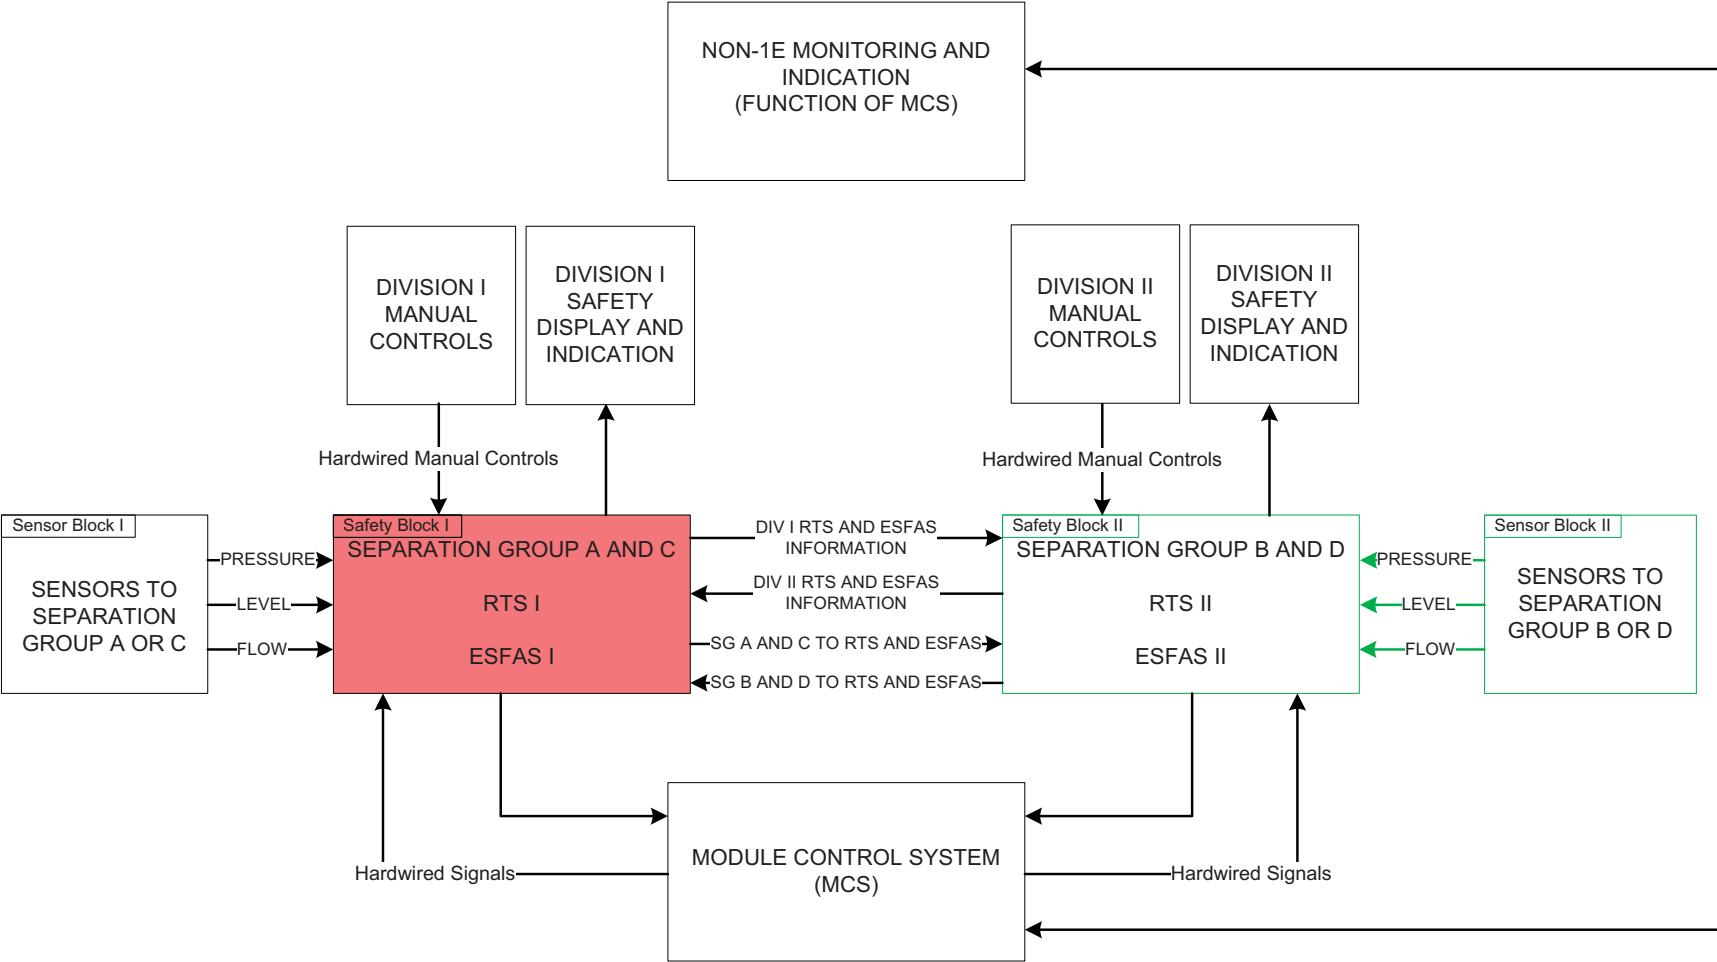 NON-1E MONITORING AND
INDICATION
(FUNCTION OF MCS)
DIVISION I
MANUAL
CONTROLS
DIVISION I
SAFETY
DISPLAY AND
INDICATION
DIVISION II
MANUAL
CONTROLS
DIVISION II
SAFETY
DISPLAY AND
INDICATION
Hardwired Manual Controls
Hardwired Manual Controls
Sensor Block I
SENSORS TO
SEPARATION
GROUP A OR C
PRESSURE
LEVEL
FLOW
Safety Block I
SEPARATION GROUP A AND C
RTS I
ESFAS I
DIV I RTS AND ESFAS
INFORMATION
DIV II RTS AND ESFAS
INFORMATION
SG A AND C TO RTS AND ESFAS
SG B AND D TO RTS AND ESFAS
Safety Block II
SEPARATION GROUP B AND D
RTS II
ESFAS II
PRESSURE
LEVEL
FLOW
Sensor Block II
SENSORS TO
SEPARATION
GROUP B OR D
Hardwired Signals
MODULE CONTROL SYSTEM
(MCS)
Hardwired Signals